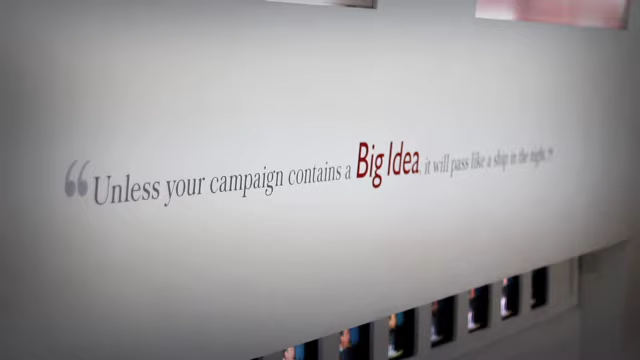 “Unless your campaign contains a Big Idea, it will pass like a ship in the night.”